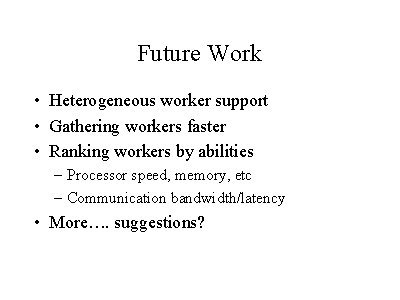 Future Work
• Heterogeneous worker support
• Gathering workers faster
• Ranking workers by abilities
– Processor speed, memory, etc
– Communication bandwidth/latency
• More…. suggestions?